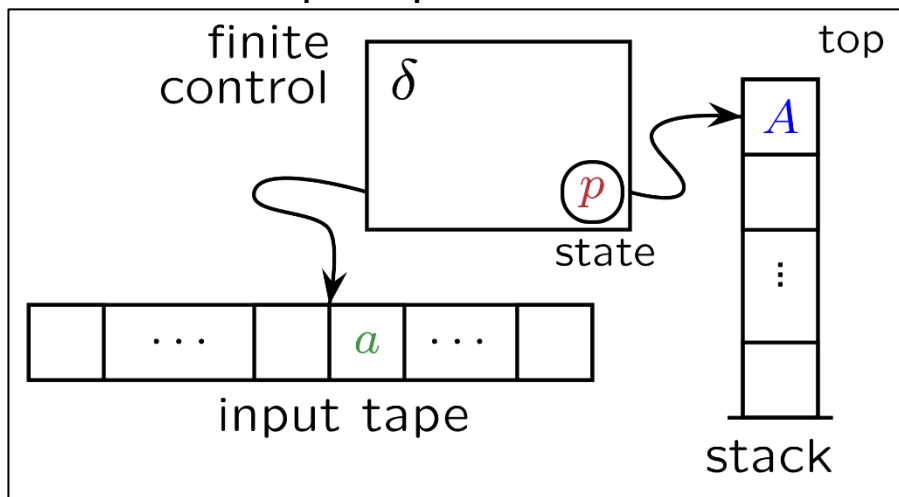 finite
control
δ
top
A
p
state
⋮
··· a ···
input tape
stack